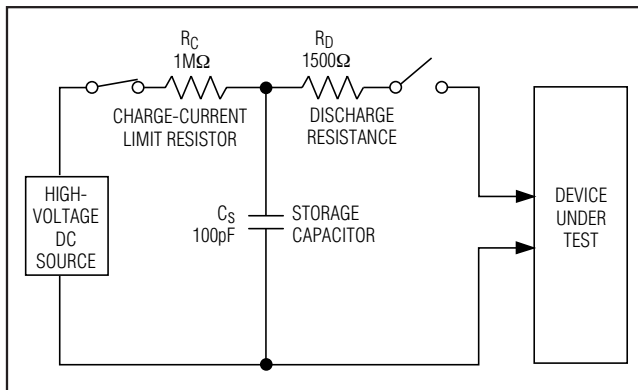 RC
1MΩ
CHARGE-CURRENT
LIMIT RESISTOR
RD
1500Ω
DISCHARGE
RESISTANCE
HIGH-
VOLTAGE
DC
SOURCE
CS
100pF
STORAGE
CAPACITOR
DEVICE
UNDER
TEST